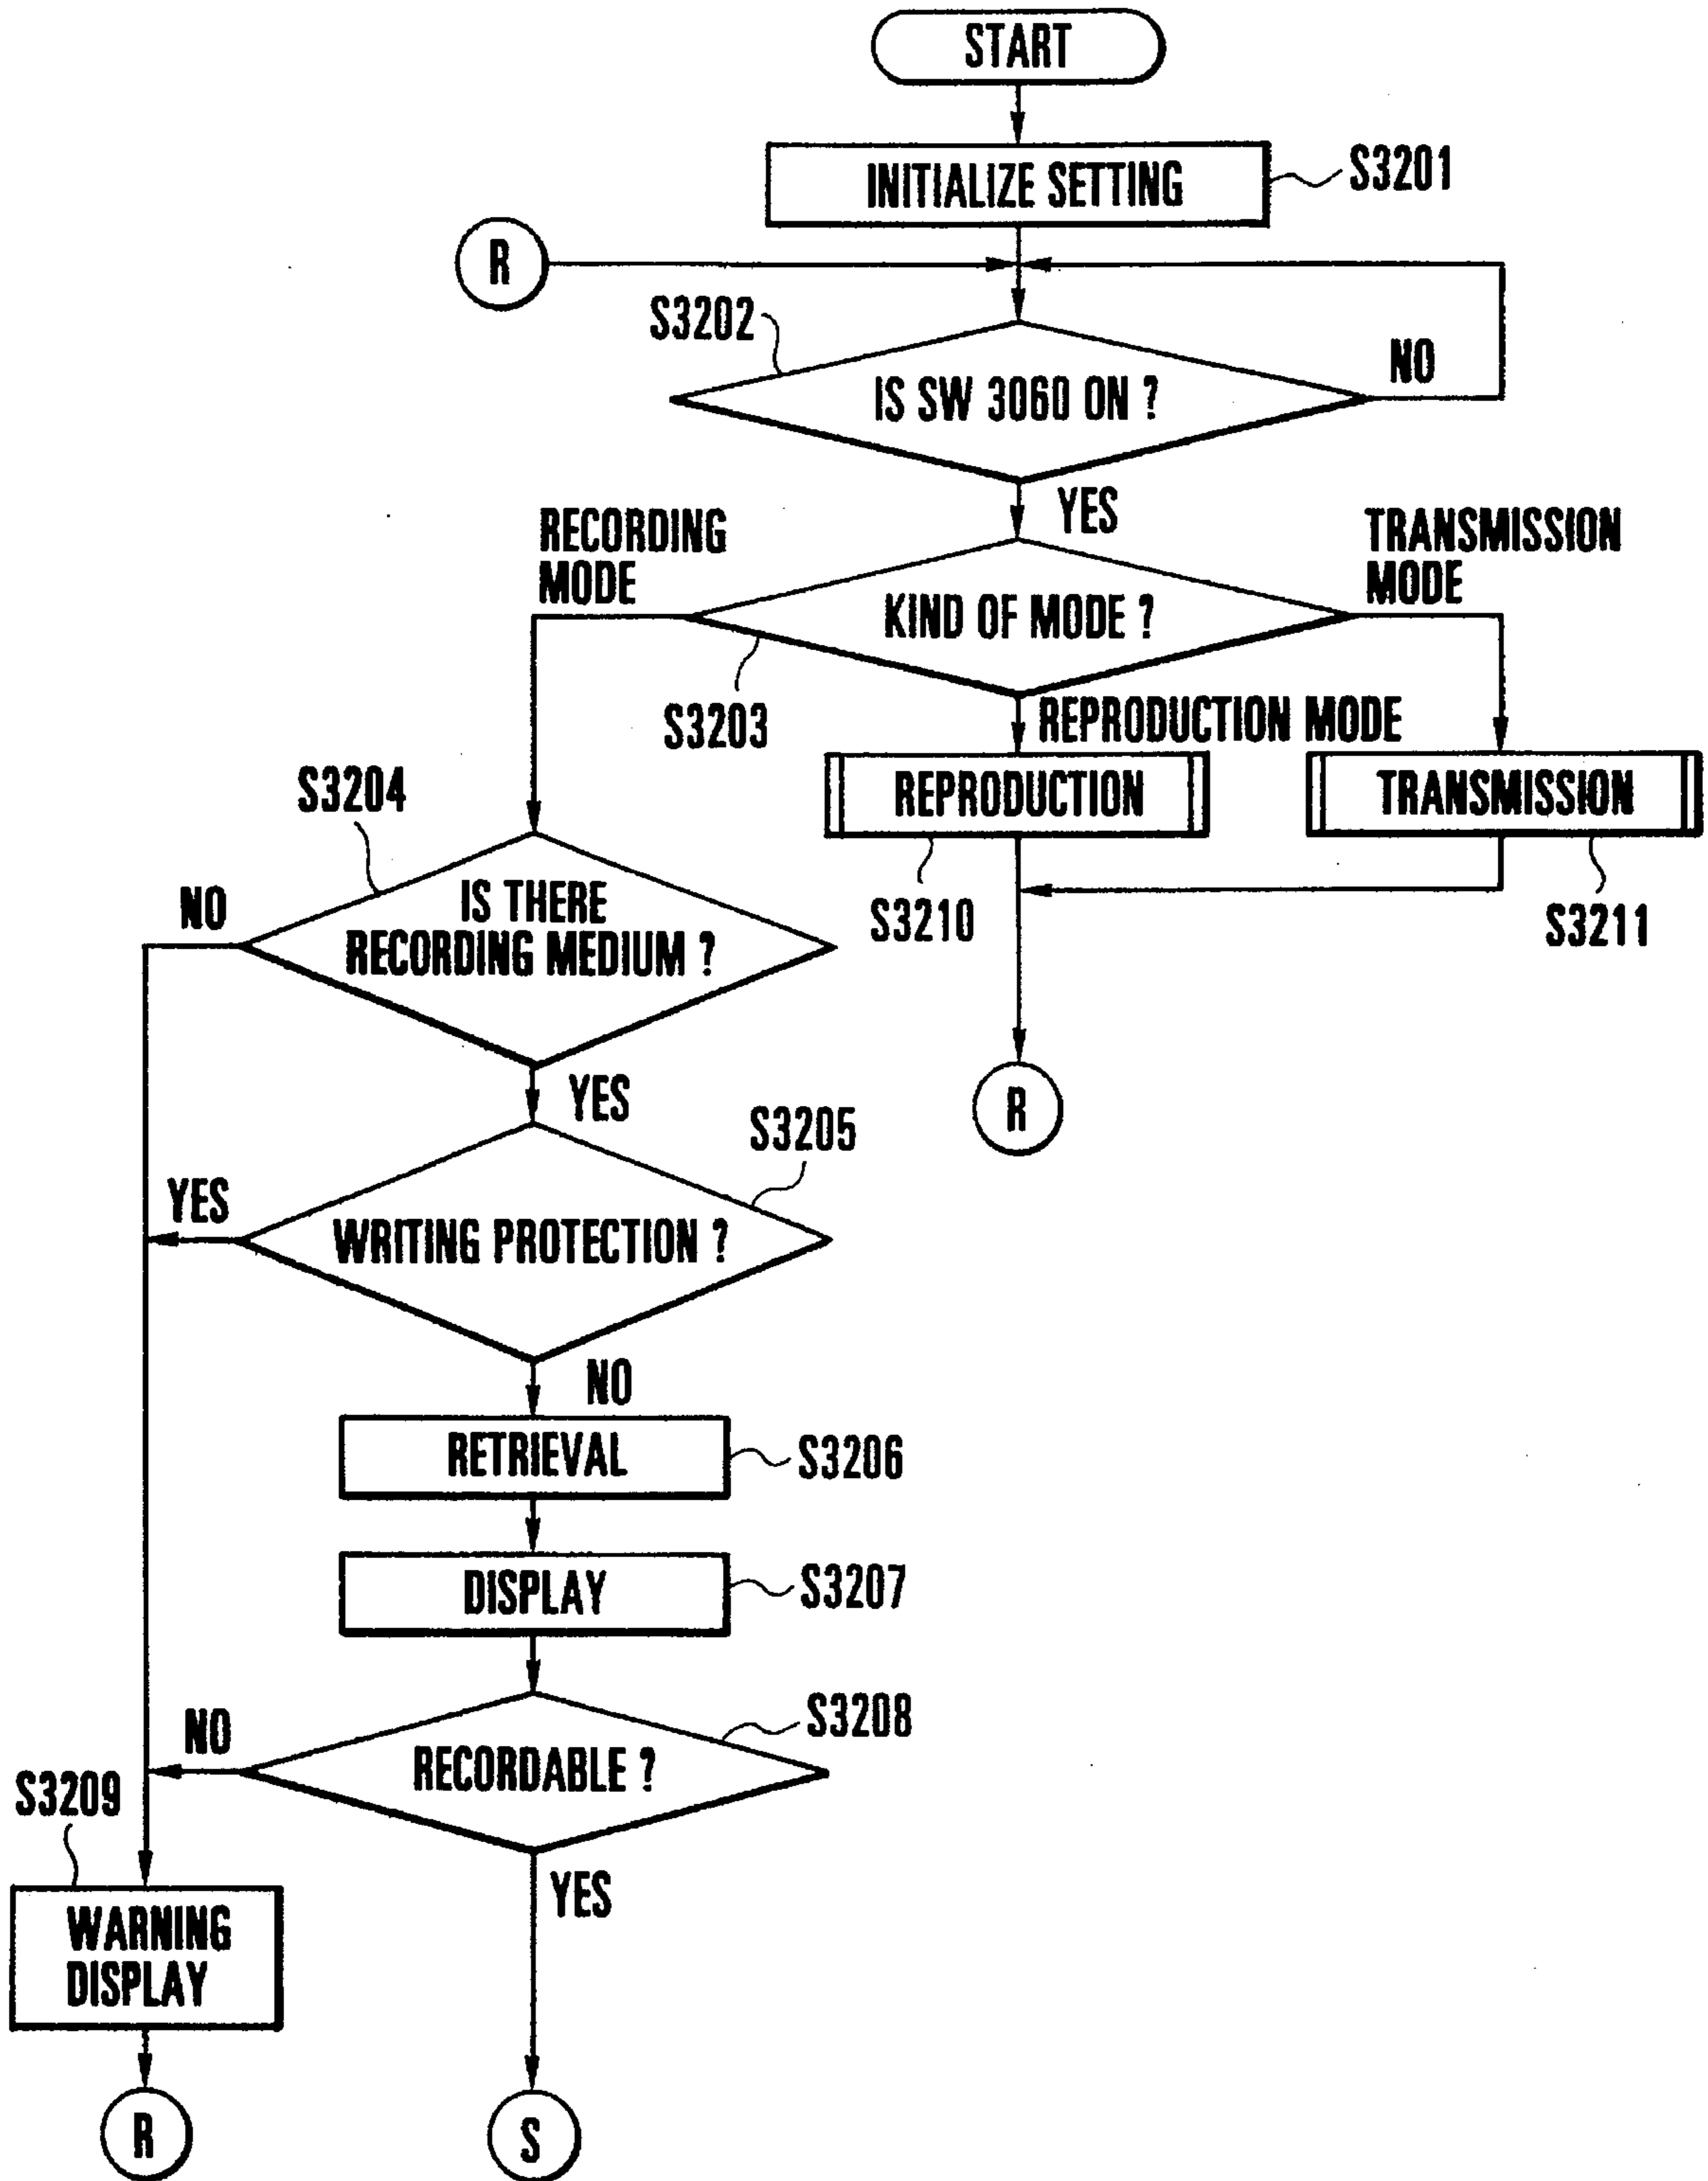 START
INITIALIZE SETTING
S3201
R
S3202
IS SW 3060 ON ?
NO
YES
RECORDING
MODE
TRANSMISSION
MODE
KIND OF MODE ?
S3203
REPRODUCTION MODE
REPRODUCTION
TRANSMISSION
S3204
S3210
S3211
NO
IS THERE
RECORDING MEDIUM ?
R
YES
S3205
YES
WRITING PROTECTION ?
NO
RETRIEVAL
S3206
DISPLAY
S3207
S3208
NO
RECORDABLE ?
S3209
YES
WARNING
DISPLAY
R
S